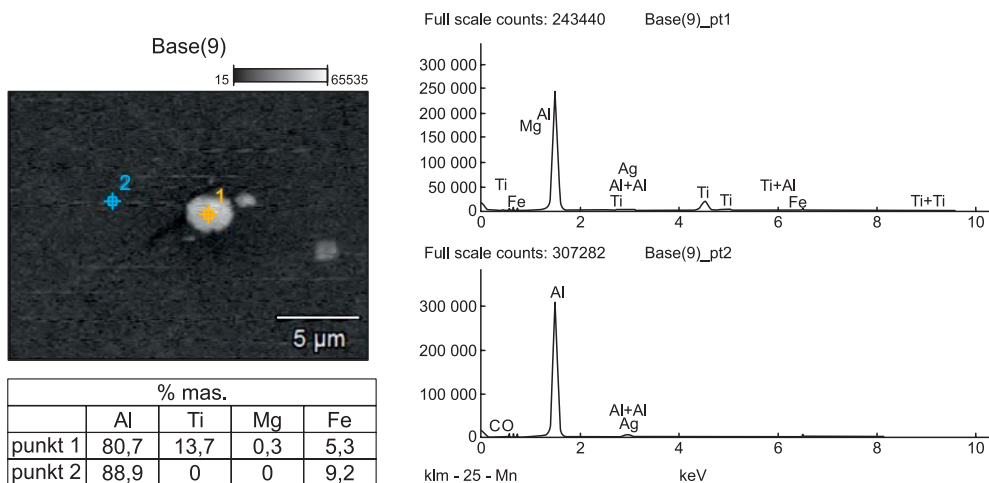 Base(9)
15 65535
2
1
5 µm
% mas.
Al Ti Mg Fe
punkt 1 80,7 13,7 0,3 5,3
punkt 2 88,9 0 0 9,2
Full scale counts: 243440 Base(9)_pt1
300 000
250 000
200 000
150 000
100 000
50 000
0
Al
Mg
Ag
Ti Al+Al Ti+Al
Fe Ti Ti Ti Fe Ti+Ti
0 2 4 6 8 10
Full scale counts: 307282 Base(9)_pt2
300 000
200 000
100 000
0
Al
Al+Al
C O Ag
0 2 4 6 8 10
klm - 25 - Mn keV